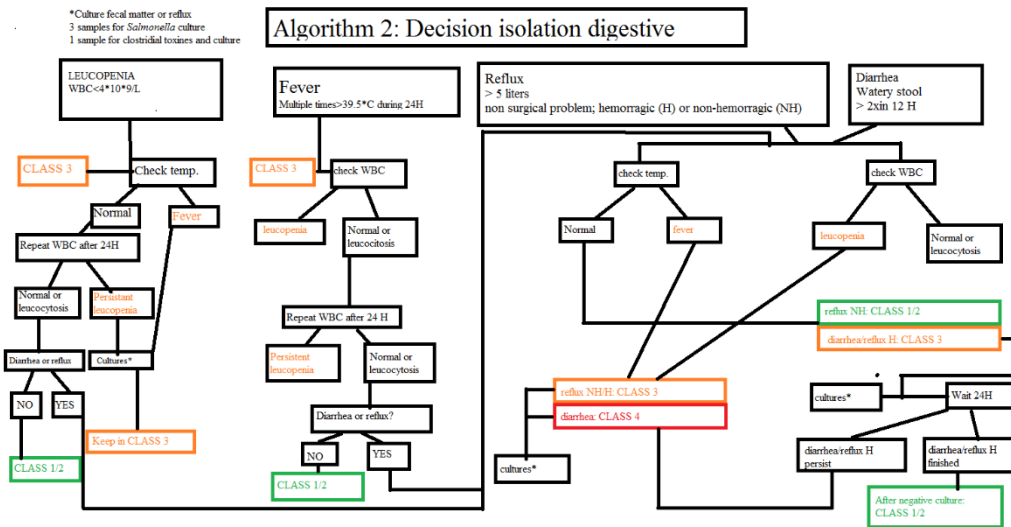 *Culture fecal matter or reflux
3 samples for Salmonella culture
1 sample for clostridial toxines and culture
Algorithm 2: Decision isolation digestive
LEUCOPENIA
WBC<4*10*9/L
Fever
Multiple times>39.5*C during 24H
Reflux
> 5 liters
non surgical problem; hemorragic (H) or non-hemorragic (NH)
Diarrhea
Watery stool
> 2xin 12 H
CLASS 3
Check temp.
CLASS 3
check WBC
check temp.
check WBC
Normal
Fever
leucopenia
Normal or
leucocitosis
Normal
fever
leucopenia
Normal or
leucocytosis
Repeat WBC after 24H
Normal or
leucocytosis
Persistant
leucopenia
Repeat WBC after 24 H
reflux NH: CLASS 1/2
diarrhea/reflux H: CLASS 3
Diarrhea or reflux
Cultures*
Persistent
leucopenia
Normal or
leucocytosis
NO
YES
Diarrhea or reflux?
reflux NH/H: CLASS 3
diarrhea: CLASS 4
cultures*
Wait 24H
Keep in CLASS 3
NO
YES
CLASS 1/2
CLASS 1/2
cultures*
diarrhea/reflux H
persist
diarrhea/reflux H
finished
After negative culture:
CLASS 1/2